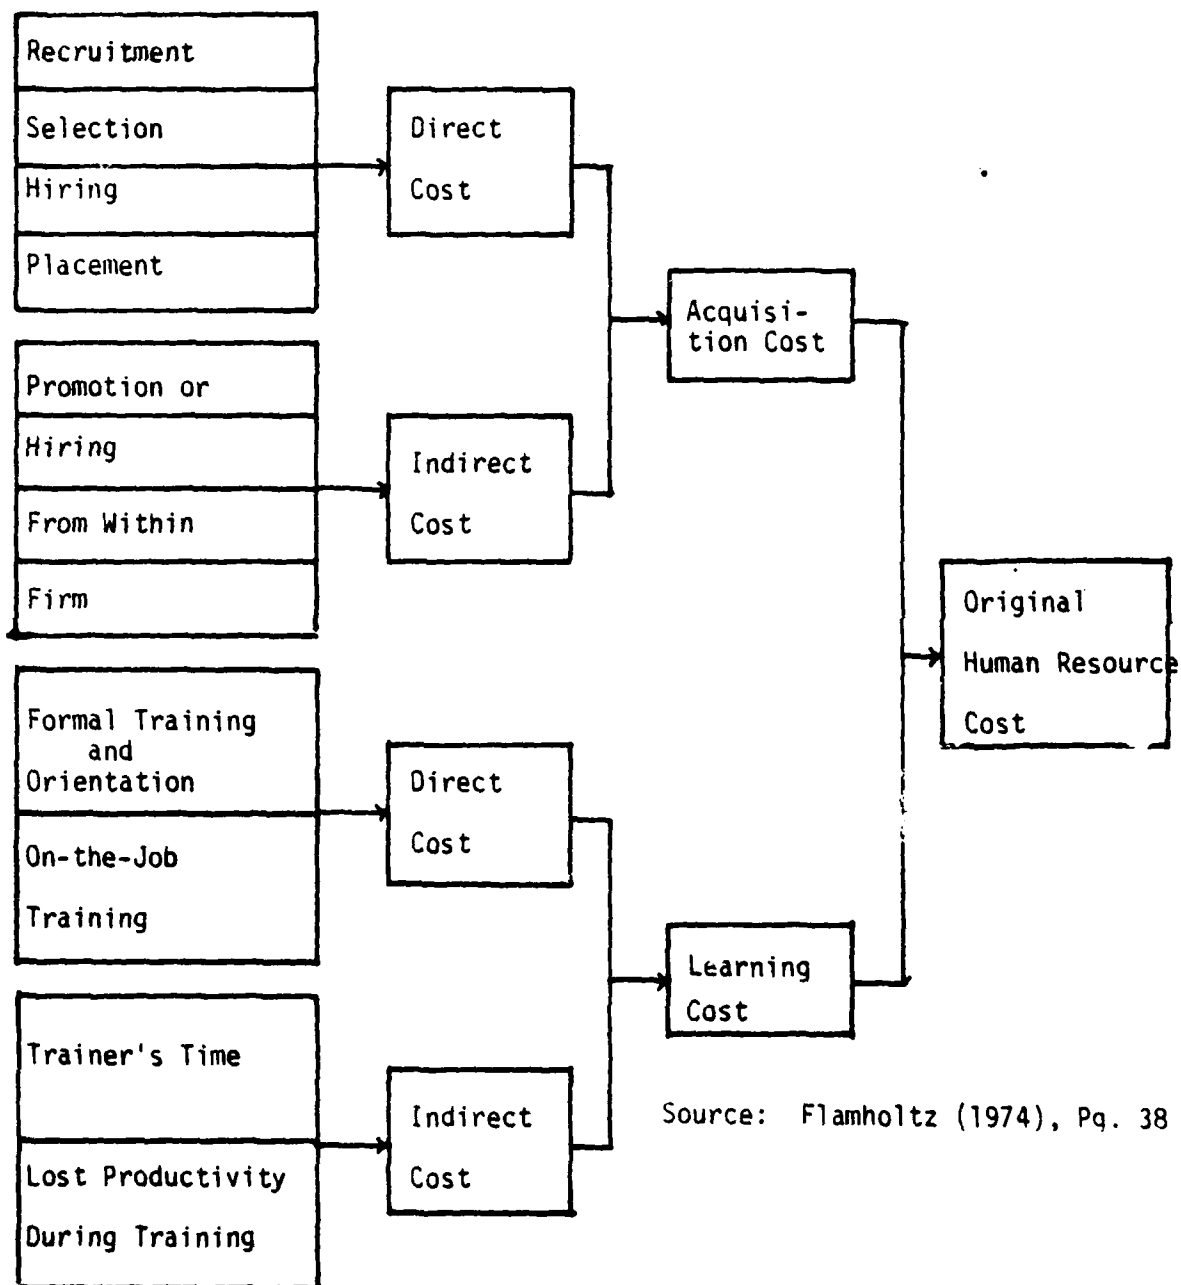 Recruitment
Selection
Hiring
Placement
Direct
Cost
Acquisi-
tion Cost
Promotion or
Hiring
From Within
Firm
Indirect
Cost
Original
Human Resource
Cost
Formal Training
and
Orientation
On-the-Job
Training
Direct
Cost
Learning
Cost
Trainer's Time
Lost Productivity
During Training
Indirect
Cost
Source: Flamholtz (1974), Pg. 38